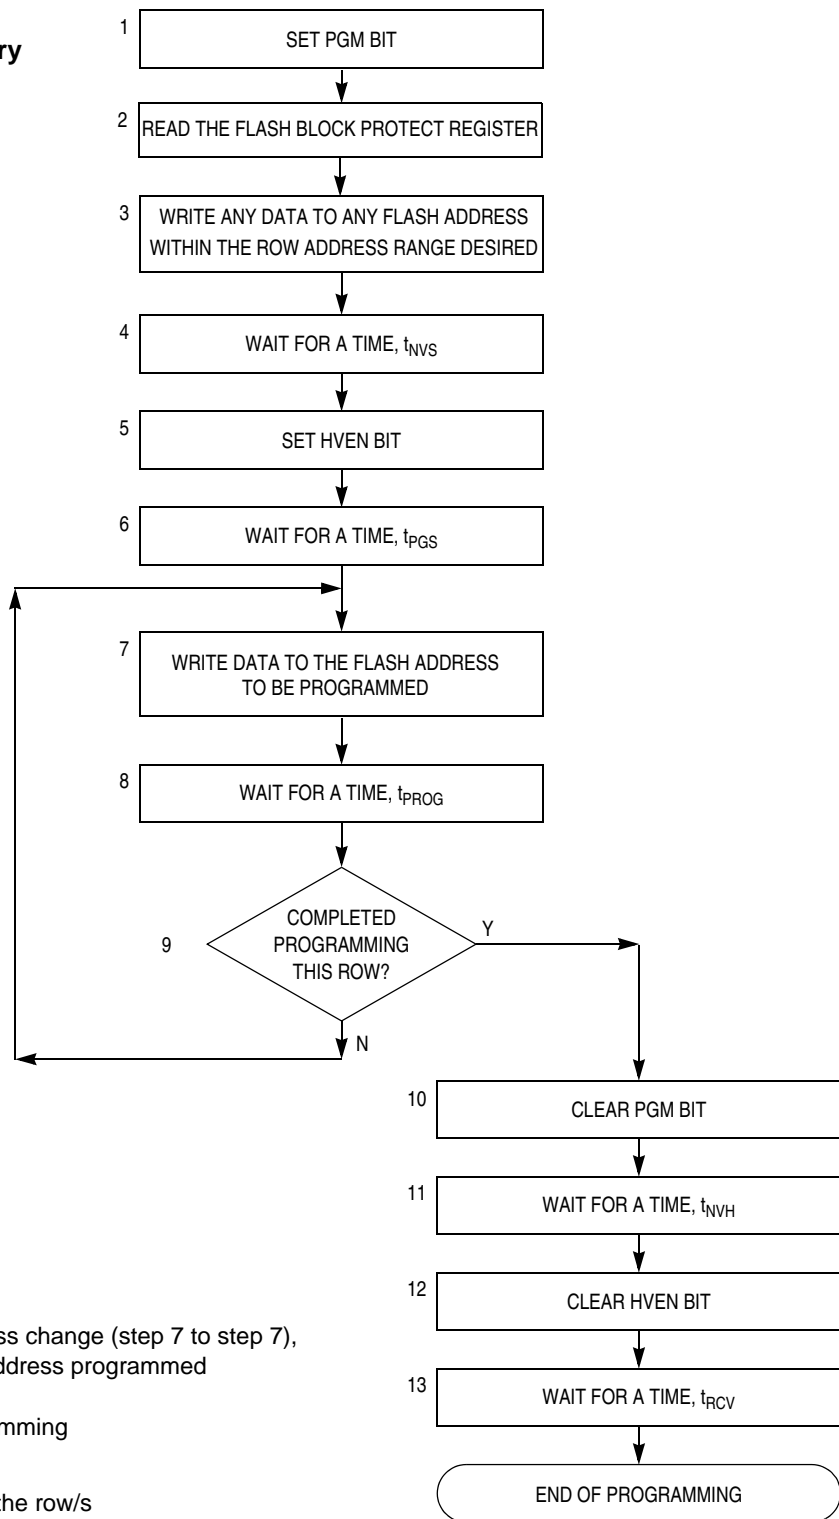 1
SET PGM BIT
ry
2
READ THE FLASH BLOCK PROTECT REGISTER
3
WRITE ANY DATA TO ANY FLASH ADDRESS
WITHIN THE ROW ADDRESS RANGE DESIRED
4
WAIT FOR A TIME, tNVS
5
SET HVEN BIT
6
WAIT FOR A TIME, tPGS
7
WRITE DATA TO THE FLASH ADDRESS
TO BE PROGRAMMED
8
WAIT FOR A TIME, tPROG
9
COMPLETED
PROGRAMMING
THIS ROW?
Y
N
10
CLEAR PGM BIT
11
WAIT FOR A TIME, tNVH
12
CLEAR HVEN BIT
13
WAIT FOR A TIME, tRCV
END OF PROGRAMMING
ss change (step 7 to step 7),
ddress programmed
mming
the row/s